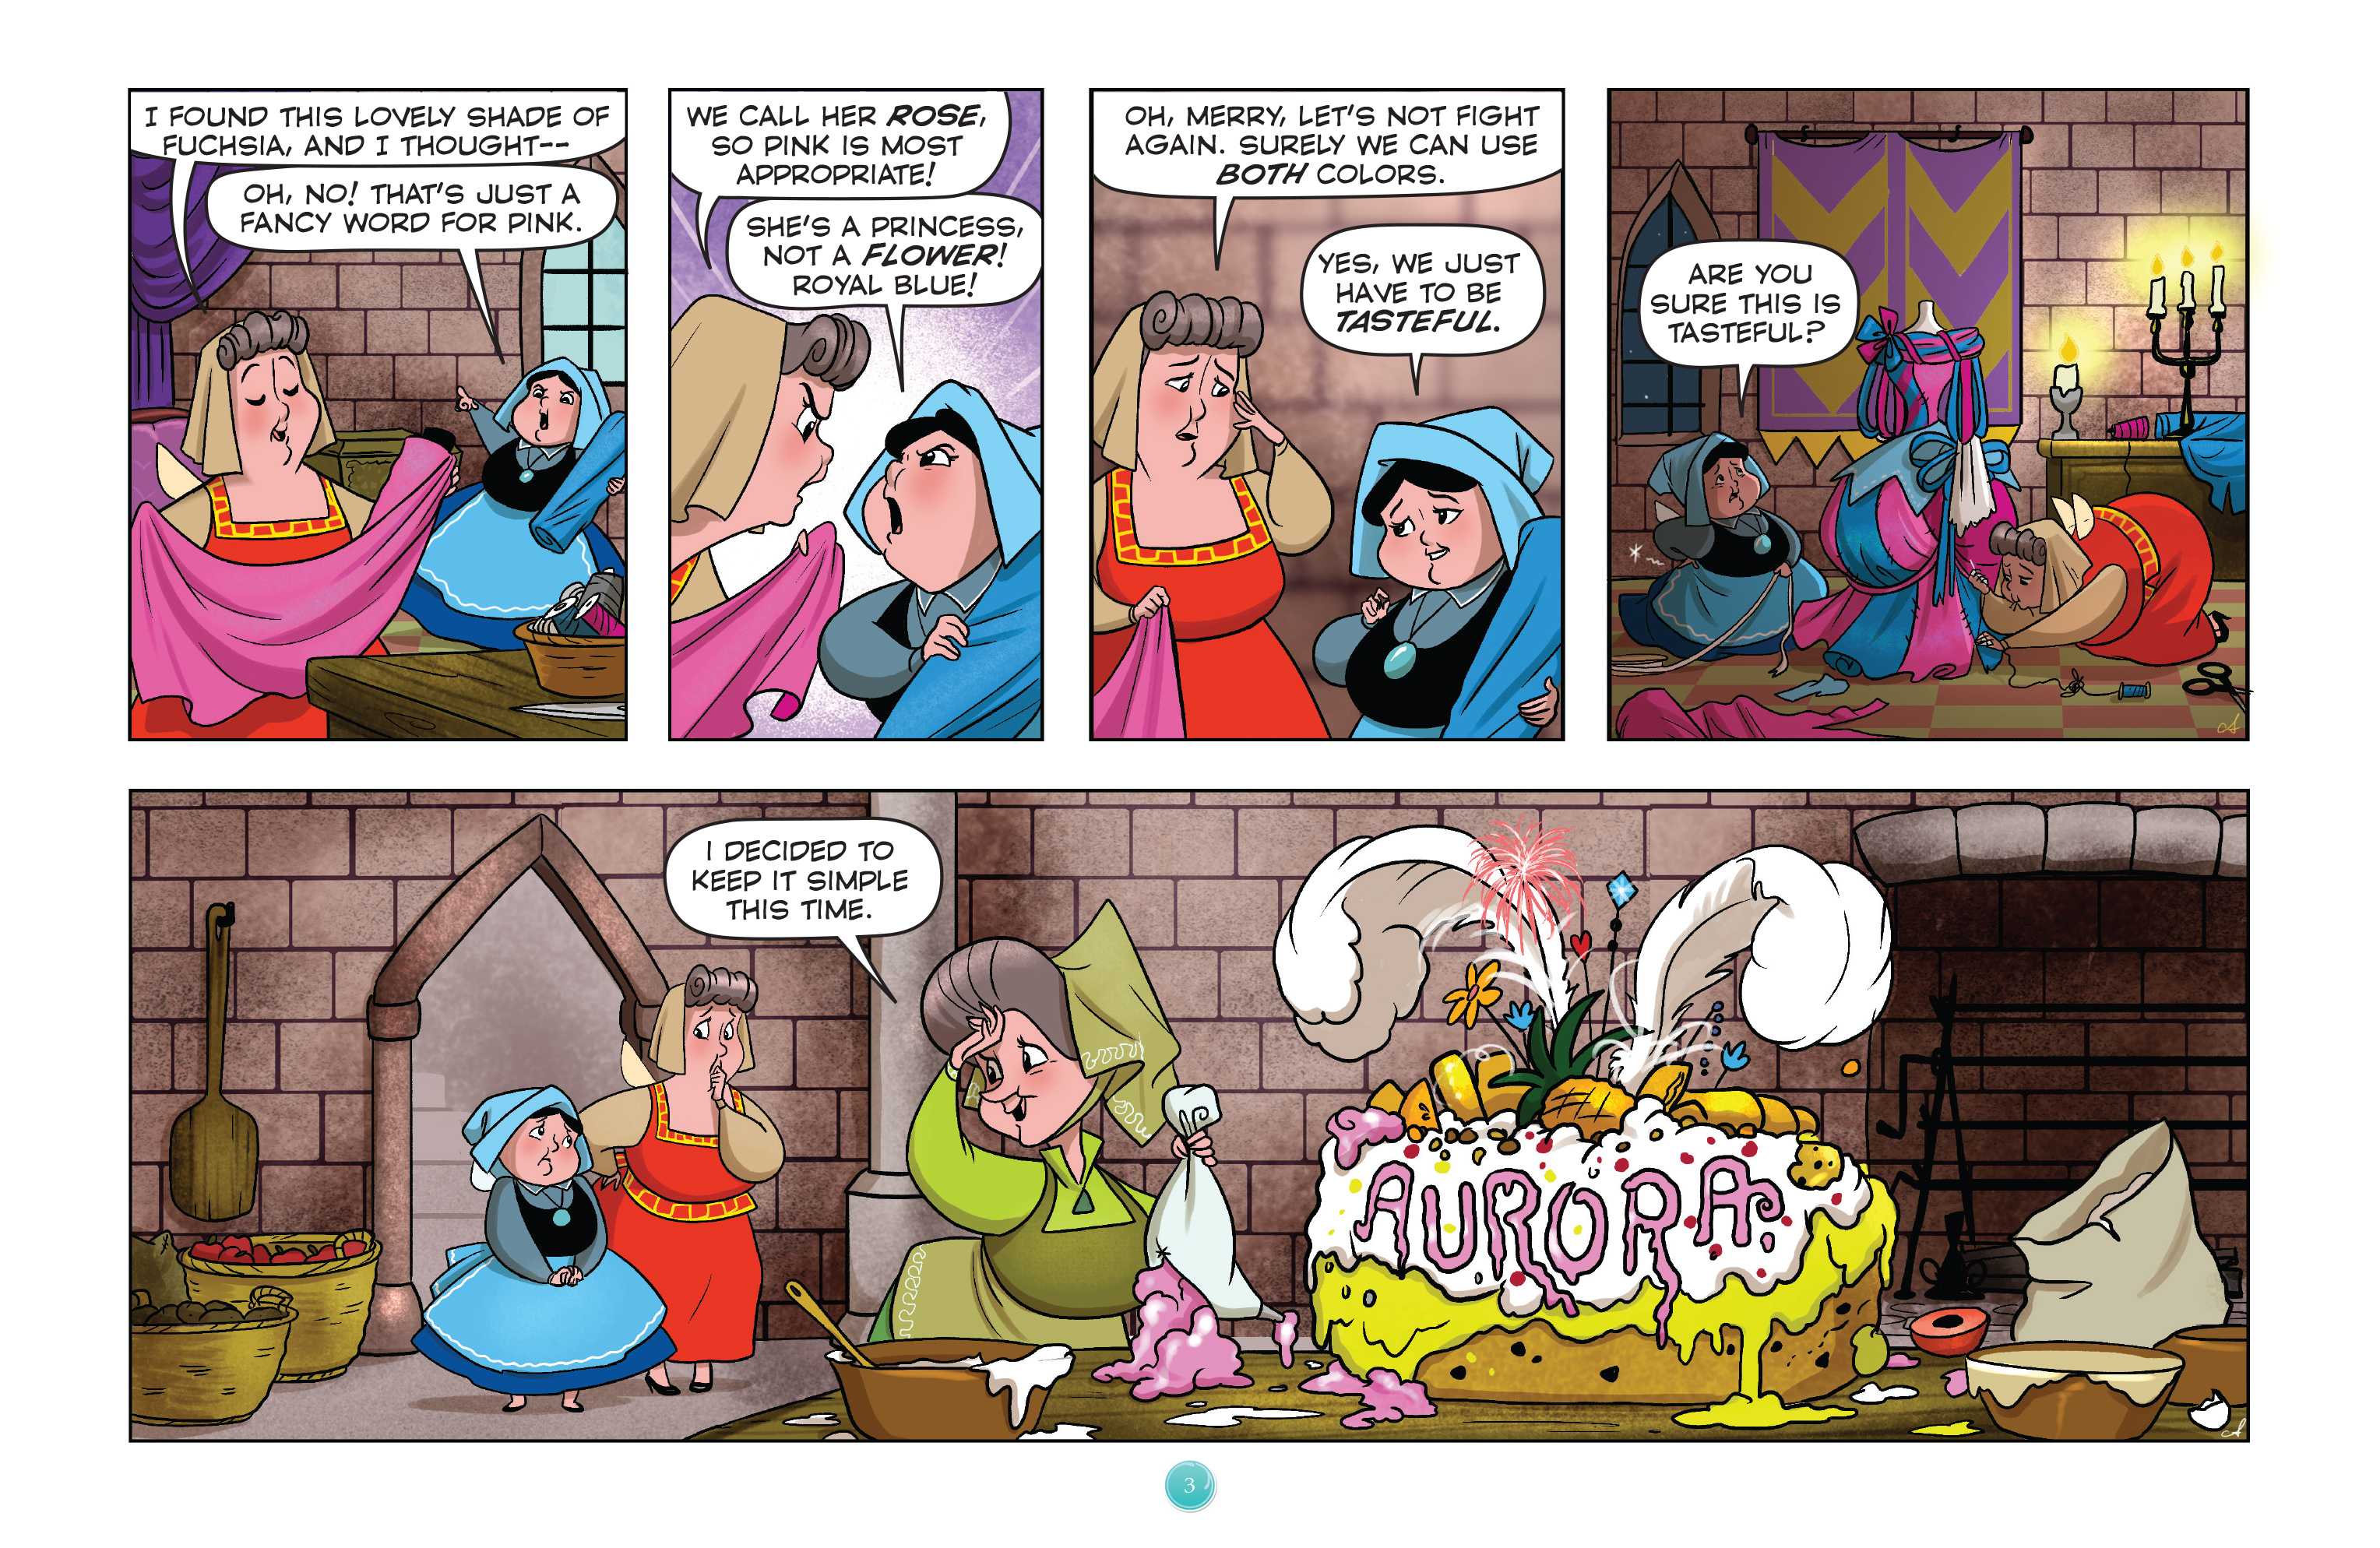 I FOUND THIS LOVELY SHADE OF
FUCHSIA, AND I THOUGHT--
OH, NO! THAT'S JUST A
FANCY WORD FOR PINK.
WE CALL HER ROSE,
SO PINK IS MOST
APPROPRIATE!
SHE'S A PRINCESS,
NOT A FLOWER!
ROYAL BLUE!
OH, MERRY, LET'S NOT FIGHT
AGAIN. SURELY WE CAN USE
BOTH COLORS.
YES, WE JUST
HAVE TO BE
TASTEFUL.
ARE YOU
SURE THIS IS
TASTEFUL?
I DECIDED TO
KEEP IT SIMPLE
THIS TIME.
AURORA
3